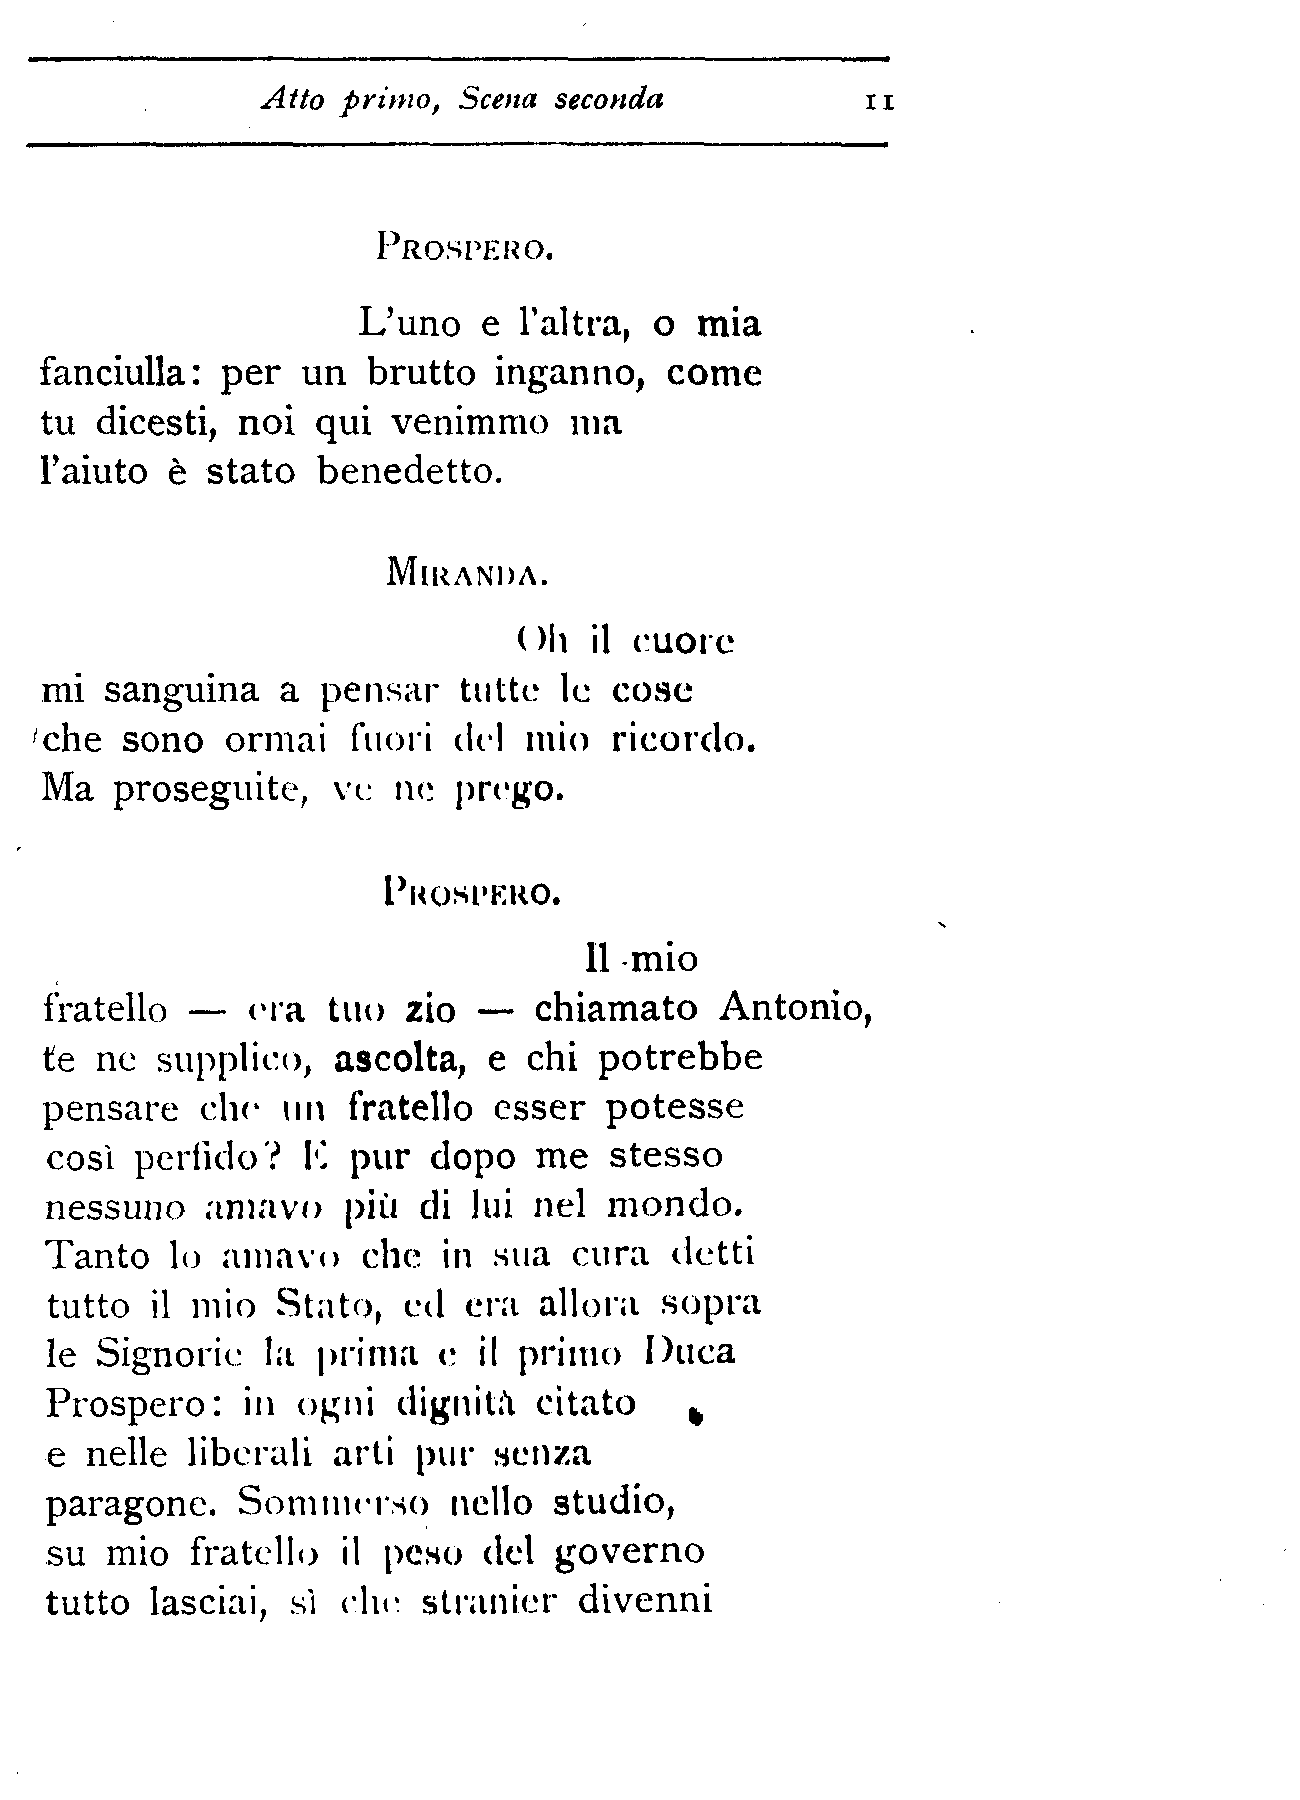 Atto primo, Scena seconda 11
PROSPERO.
L'uno e l'altra, o mia
fanciulla: per un brutto inganno, come
tu dicesti, noi qui venimmo ma
l'aiuto è stato benedetto.
MIRANDA.
Oh il cuore
mi sanguina a pensar tutte le cose
che sono ormai fuori del mio ricordo.
Ma proseguite, ve ne prego.
PROSPERO.
Il mio
fratello — era tuo zio — chiamato Antonio,
te ne supplico, ascolta, e chi potrebbe
pensare che un fratello esser potesse
così perfido? E pur dopo me stesso
nessuno amavo più di lui nel mondo.
Tanto lo amavo che in sua cura detti
tutto il mio Stato, ed era allora sopra
le Signorie la prima e il primo Duca
Prospero: in ogni dignità citato
e nelle liberali arti pur senza
paragone. Sommerso nello studio,
su mio fratello il peso del governo
tutto lasciai, sì che stranier divenni